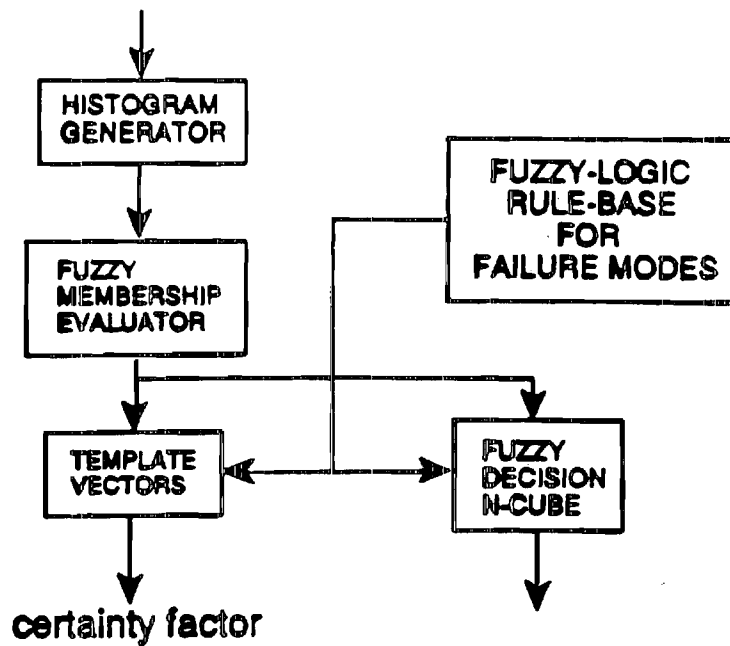 HISTOGRAM
GENERATOR
FUZZY-LOGIC
RULE-BASE
FOR
FAILURE MODES
FUZZY
MEMBERSHIP
EVALUATOR
TEMPLATE
VECTORS
FUZZY
DECISION
N-CUBE
certainty factor